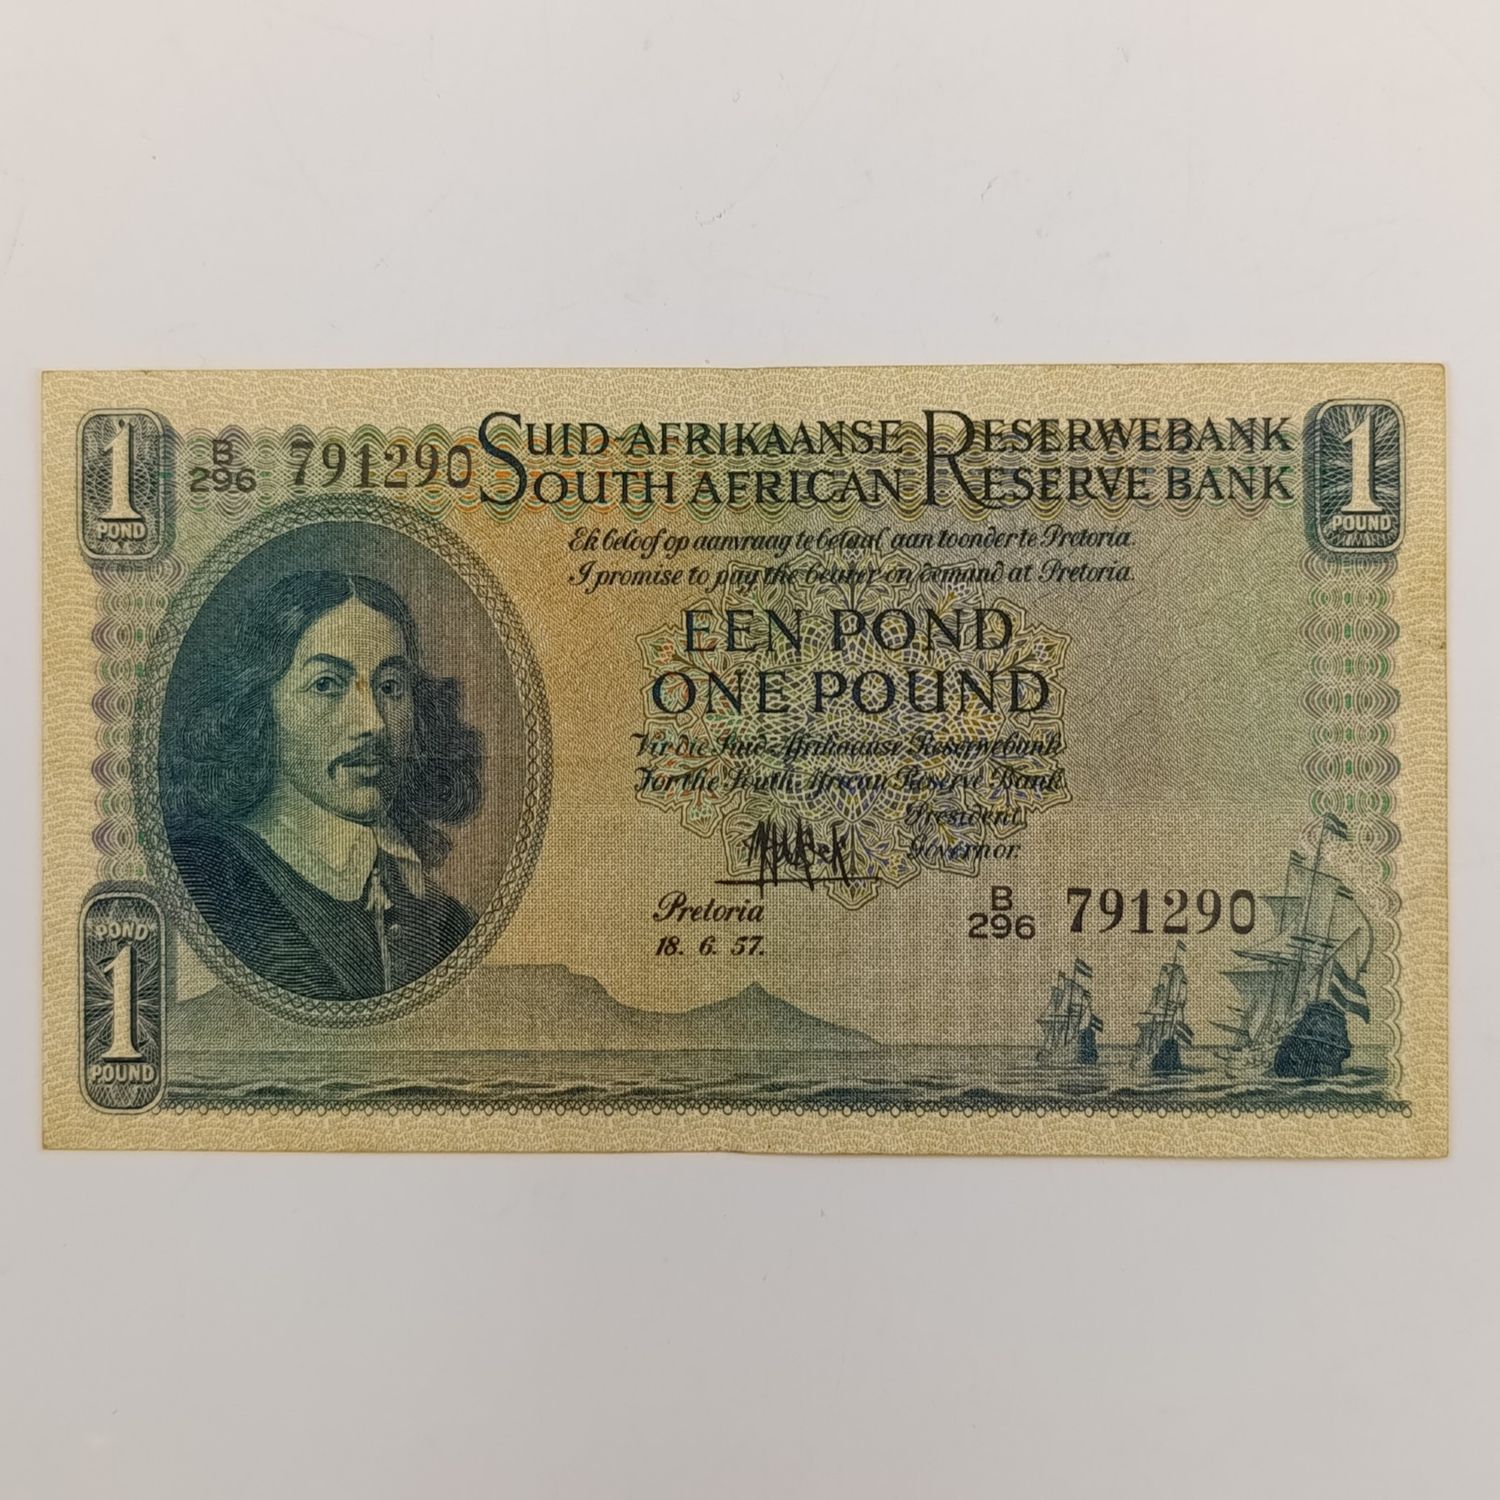 1
POND
B
296
791290
SUID-AFRIKAANSE RESERWEBANK
SOUTH AFRICAN RESERVE BANK
1
POUND
Ek beloof op aanvraag te betaal aan toonder te Pretoria.
I promise to pay the bearer on demand at Pretoria.
EEN POND
ONE POUND
Vir die Suid-Afrikaanse Reserwebank
For the South African Reserve Bank
President.
Governor.
Pretoria
18. 6. 57.
B
296
791290
POND
1
POUND